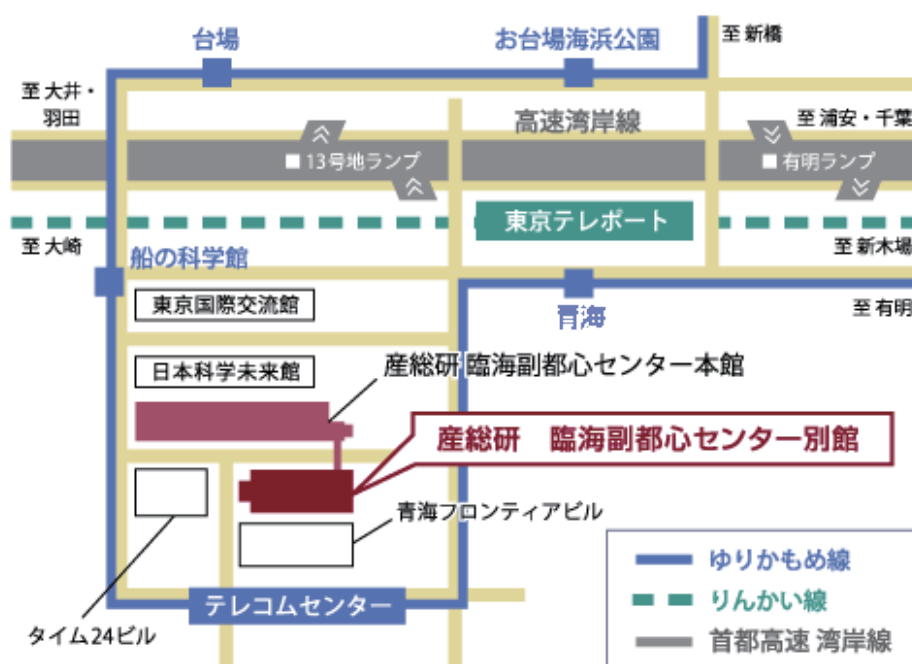 台場
お台場海浜公園
至 新橋
至 大井・
羽田
高速湾岸線
至 浦安・千葉
13号地ランプ
有明ランプ
東京テレポート
至 大崎
至 新木場
船の科学館
東京国際交流館
青海
至 有明
日本科学未来館
産総研 臨海副都心センター本館
産総研 臨海副都心センター別館
青海フロンティアビル
ゆりかもめ線
テレコムセンター
りんかい線
タイム24ビル
首都高速 湾岸線